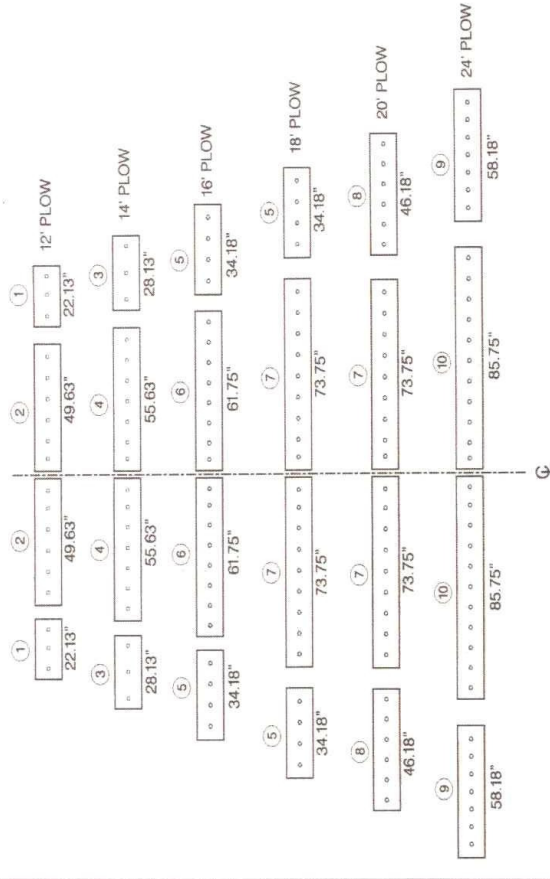 12' PLOW
1 2 2 1
22.13" 49.63" 49.63" 22.13"
14' PLOW
3 4 4 3
28.13" 55.63" 55.63" 28.13"
16' PLOW
5 6 6 5
34.18" 61.75" 61.75" 34.18"
18' PLOW
5 7 7 5
34.18" 73.75" 73.75" 34.18"
20' PLOW
8 7 7 8
46.18" 73.75" 73.75" 46.18"
24' PLOW
9 10 10 9
58.18" 85.75" 85.75" 58.18"